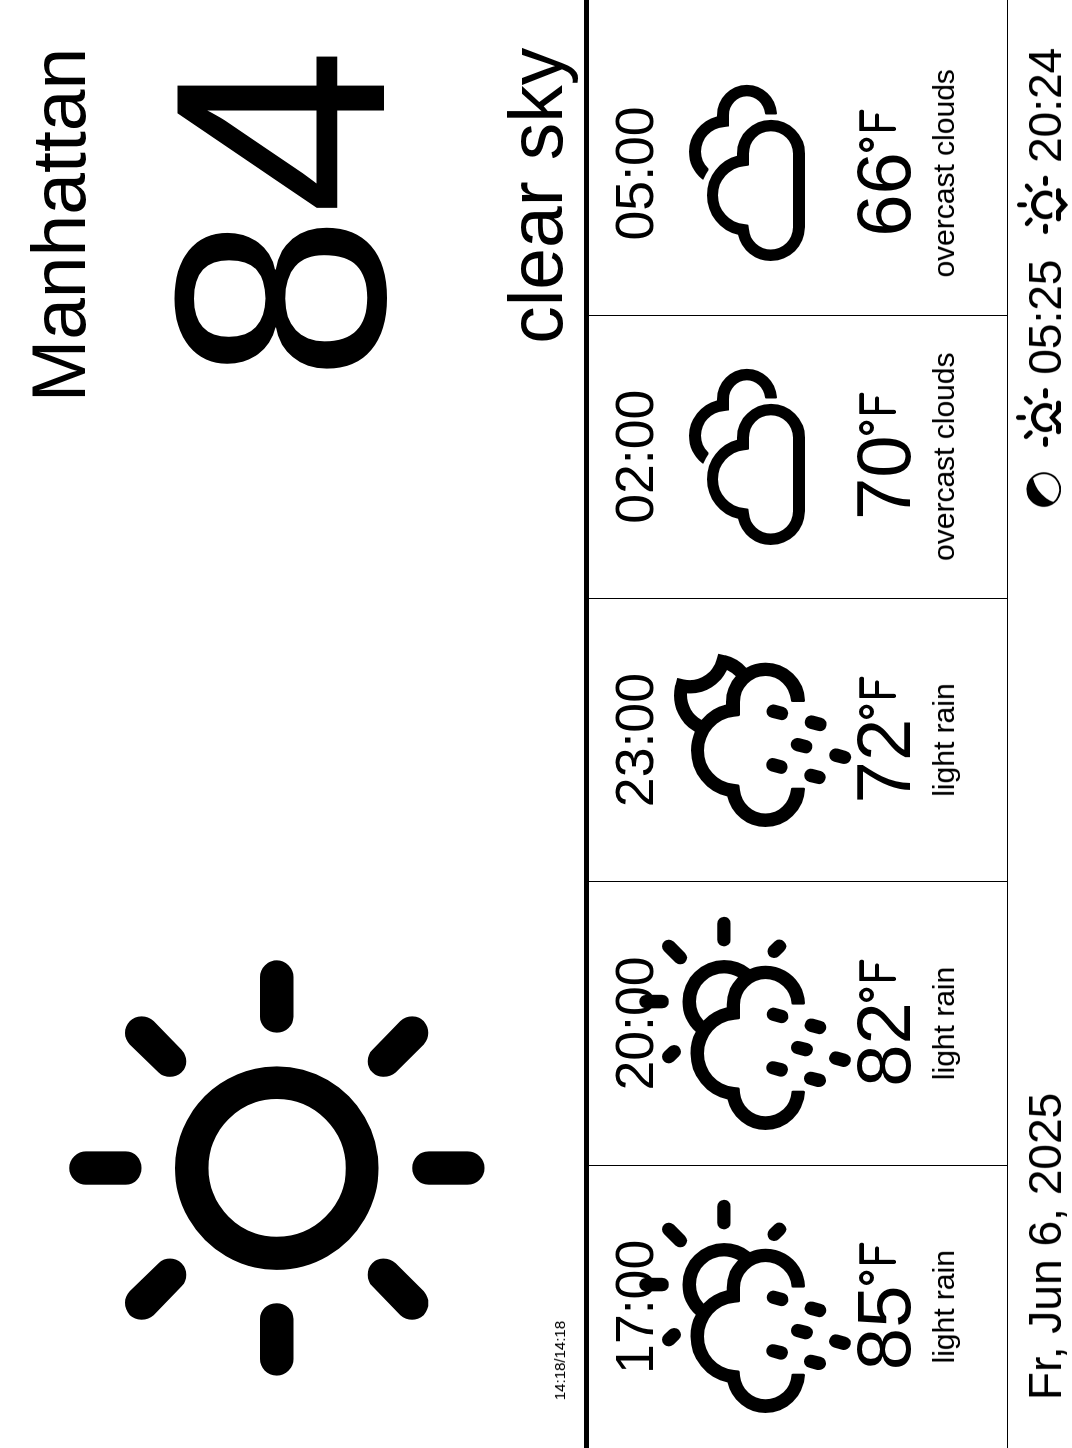 Manhattan
84
clear sky
14:18/14:18
17:00 20:00 23:00 02:00 05:00
85°F 82°F 72°F 70°F 66°F
light rain light rain light rain overcast clouds overcast clouds
Fr, Jun 6, 2025 05:25 20:24